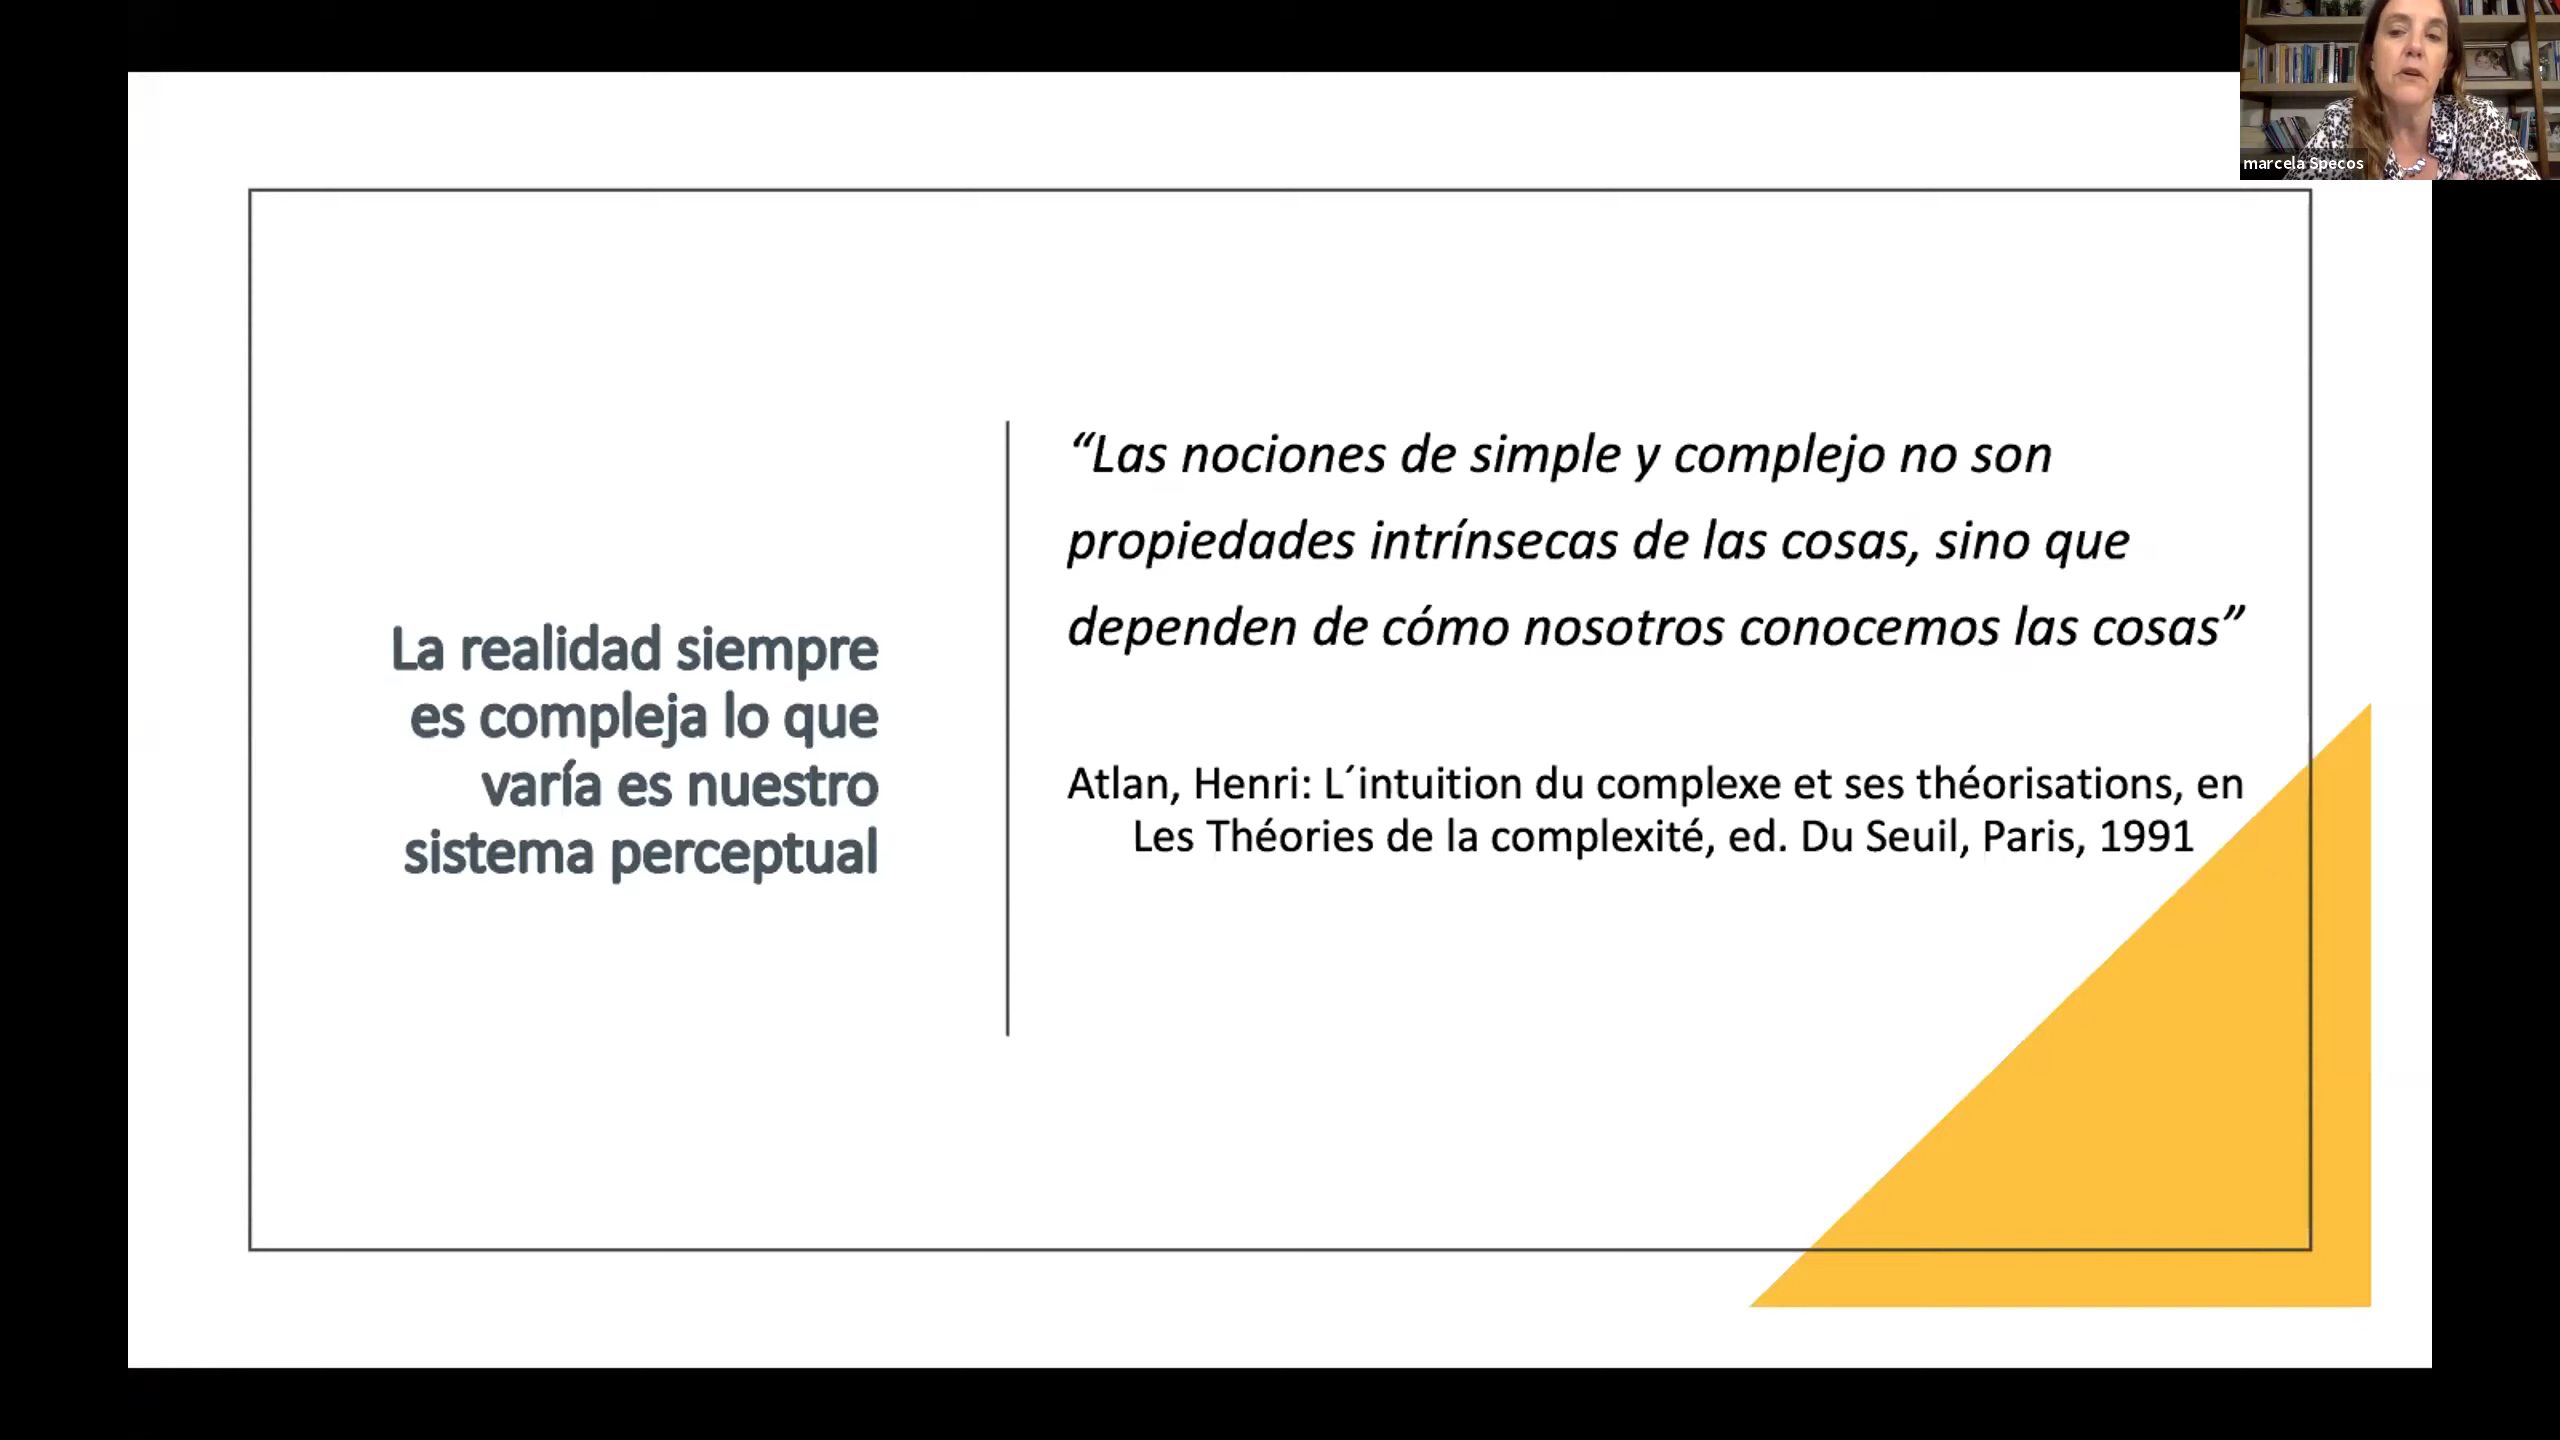 marcela Specos
La realidad siempre
es compleja lo que
varía es nuestro
sistema perceptual
“Las nociones de simple y complejo no son
propiedades intrínsecas de las cosas, sino que
dependen de cómo nosotros conocemos las cosas”
Atlan, Henri: L´intuition du complexe et ses théorisations, en
Les Théories de la complexité, ed. Du Seuil, Paris, 1991